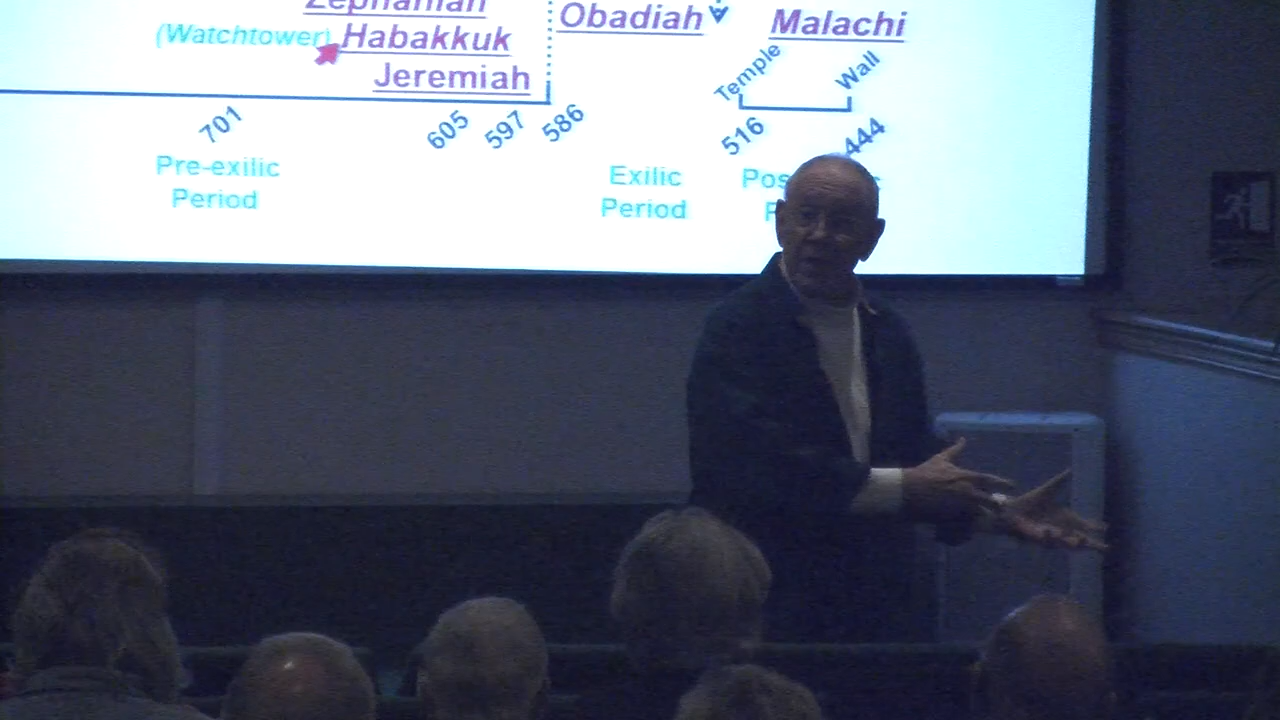 Zephaniah
Obadiah
Malachi
(Watchtower)
Habakkuk
Jeremiah
Temple
Wall
701
605
597
586
516
444
Pre-exilic
Period
Exilic
Period